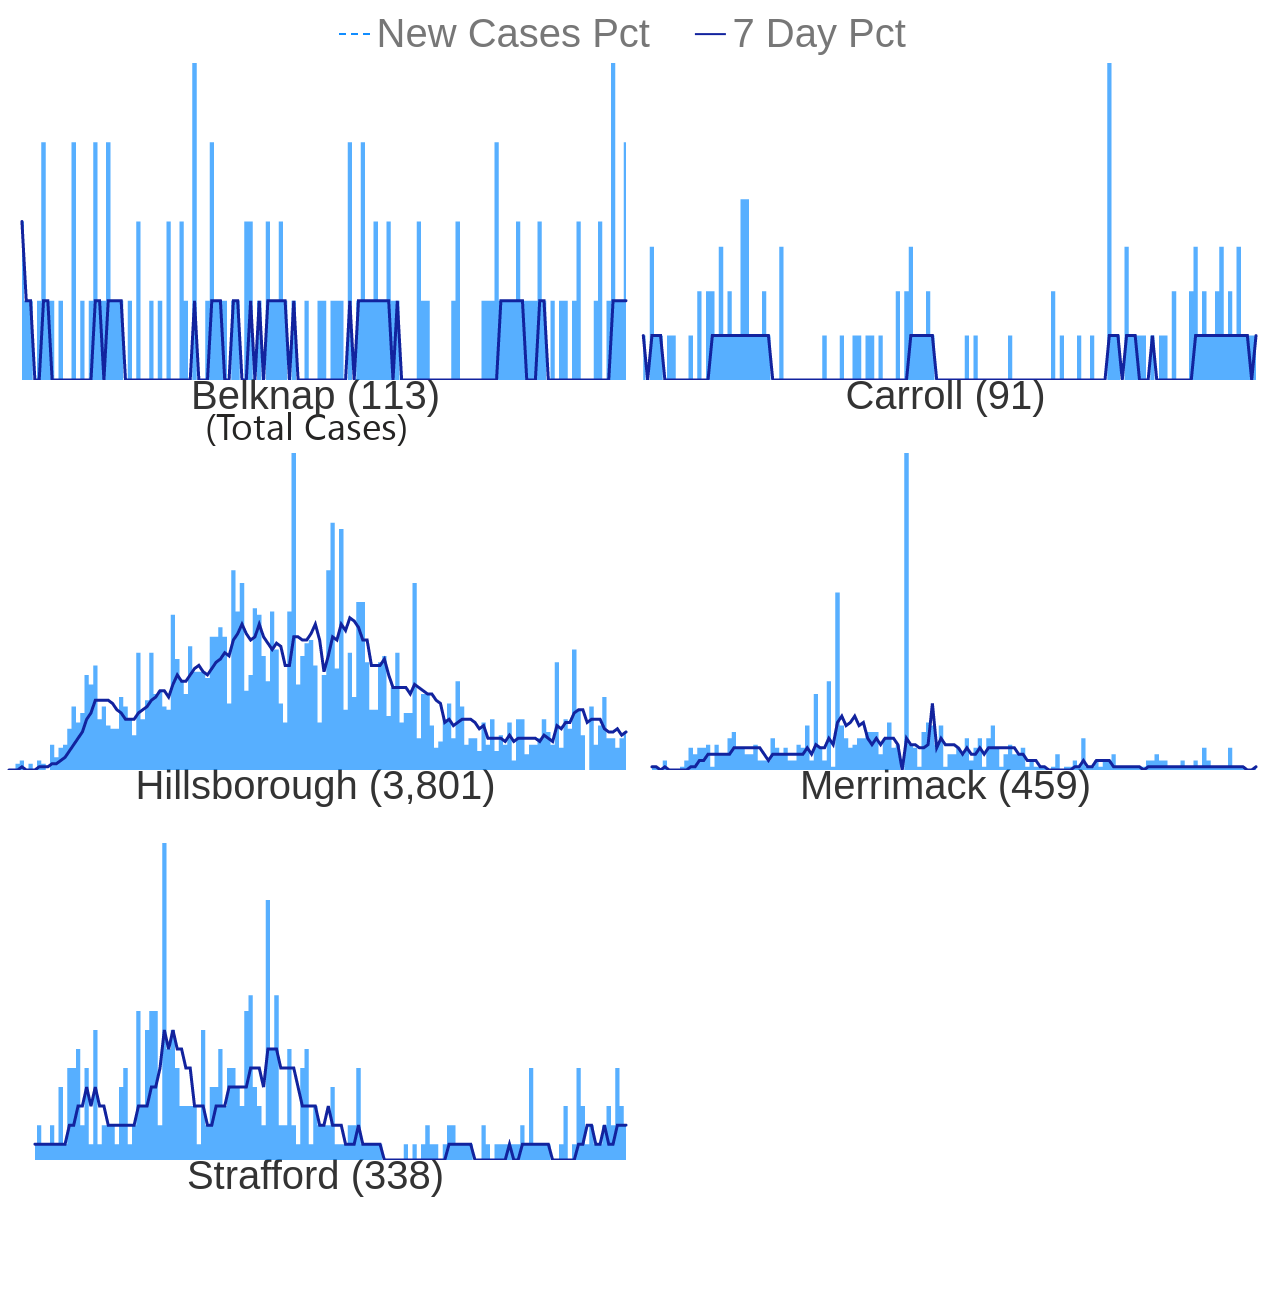 New Cases Pct 7 Day Pct
Belknap (113) Carroll (91)
(Total Cases)
Hillsborough (3,801) Merrimack (459)
Strafford (338)